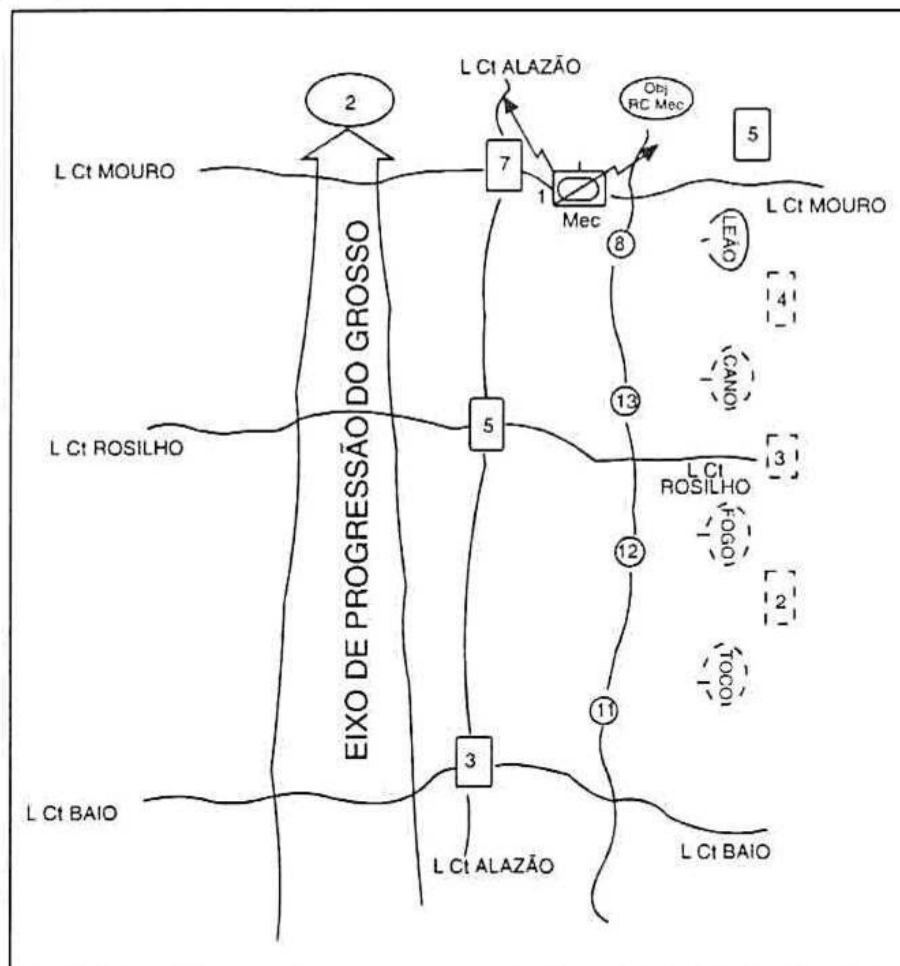 L Ct ALAZÃO
Obj
RC Mec
2
5
7
L Ct MOURO
1
Mec
L Ct MOURO
8
LEÃO
4
EIXO DE PROGRESSÃO DO GROSSO
CANO
13
5
L Ct ROSILHO
3
L Ct
ROSILHO
FOGO
12
2
TOCO
11
3
L Ct BAIO
L Ct BAIO
L Ct ALAZÃO